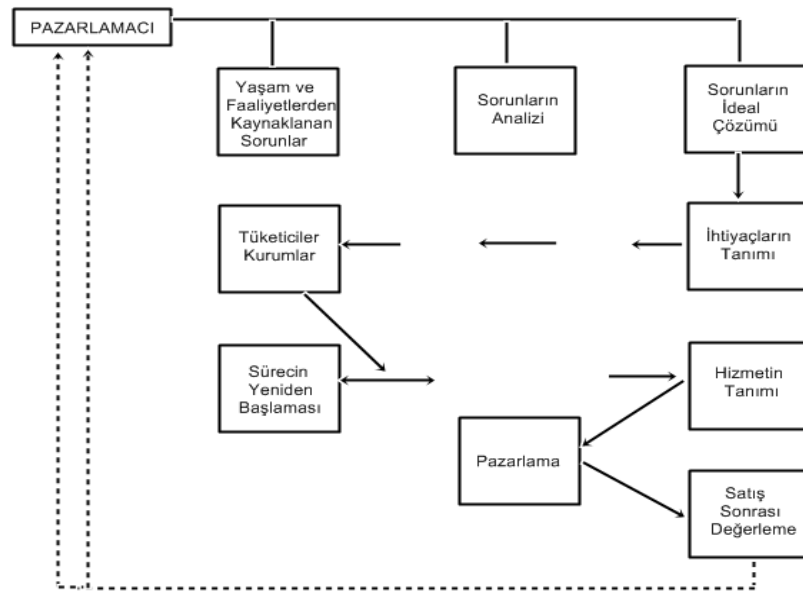 PAZARLAMACI
Yaşam ve
Faaliyetlerden
Kaynaklanan
Sorunlar
Sorunların
Analizi
Sorunların
İdeal
Çözümü
Tüketiciler
Kurumlar
İhtiyaçların
Tanımı
Sürecin
Yeniden
Başlaması
Hizmetin
Tanımı
Pazarlama
Satış
Sonrası
Değerleme